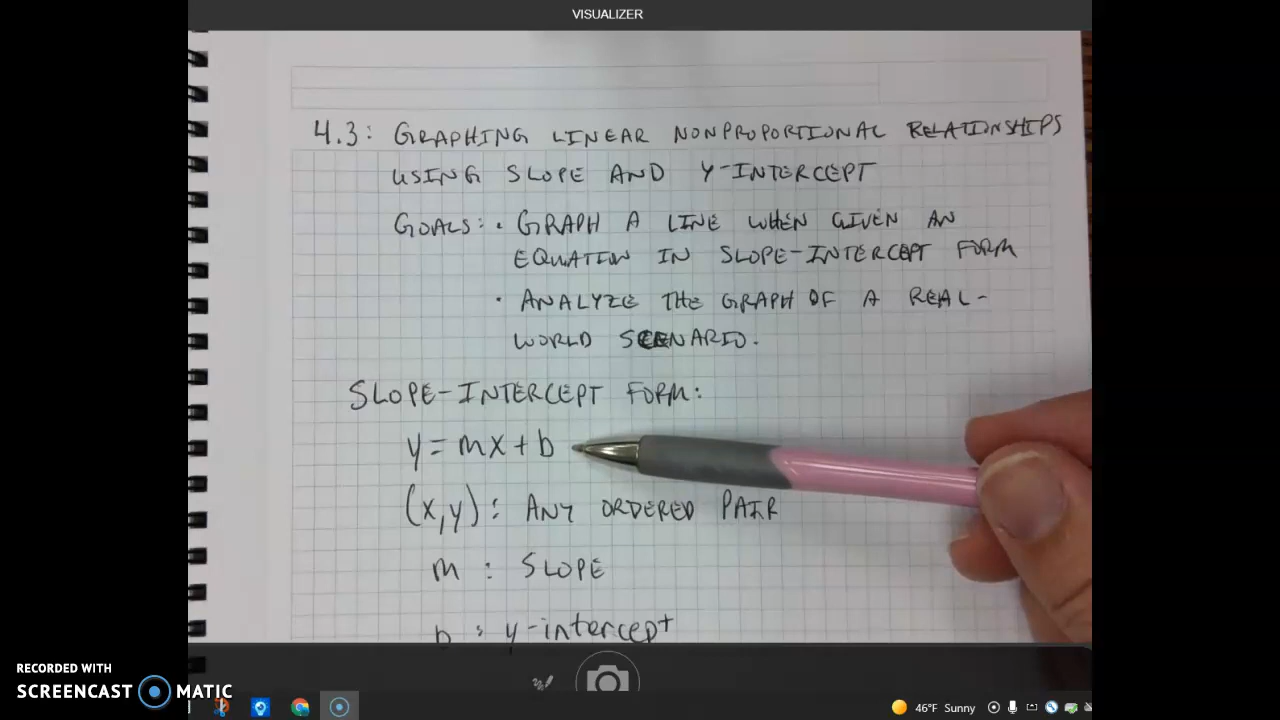 VISUALIZER
4.3: GRAPHING LINEAR NONPROPORTIONAL RELATIONSHIPS
USING SLOPE AND Y-INTERCEPT
GOALS: • GRAPH A LINE WHEN GIVEN AN
EQUATION IN SLOPE-INTERCEPT FORM
• ANALYZE THE GRAPH OF A REAL-
WORLD SCENARIO.
SLOPE-INTERCEPT FORM:
y = mx + b
(x,y): ANY ORDERED PAIR
m : SLOPE
b : y-intercept
RECORDED WITH
SCREENCAST MATIC
46°F Sunny